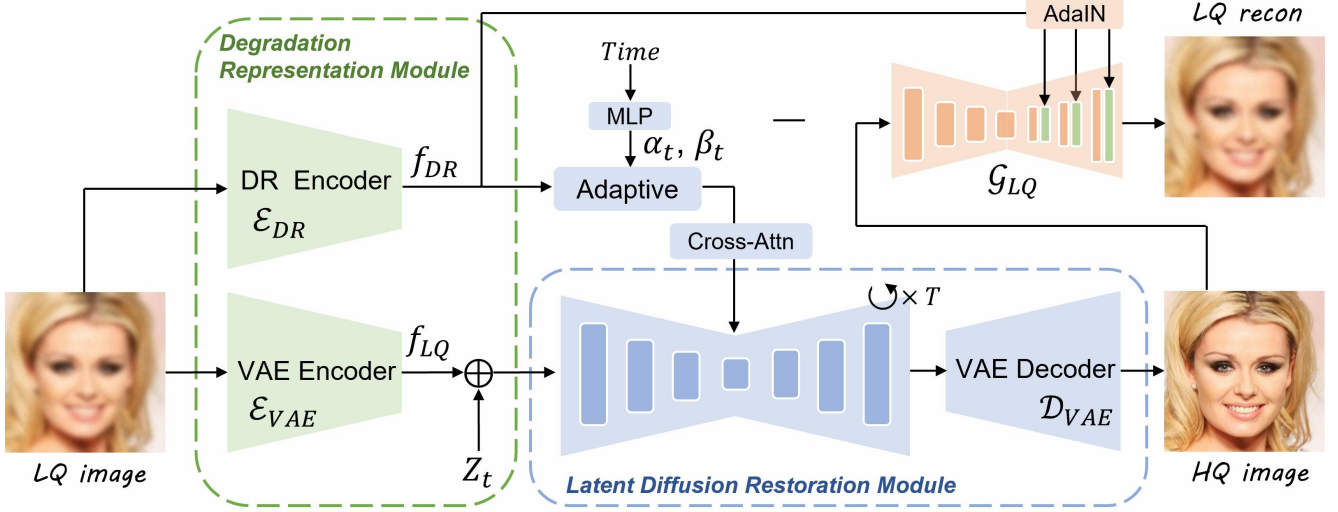 Degradation
Representation Module
DR Encoder
ℰ_DR
f_DR
Time
MLP
α_t, β_t
Adaptive
Cross-Attn
AdaIN
𝒢_LQ
LQ recon
LQ image
VAE Encoder
ℰ_VAE
f_LQ
Z_t
× T
VAE Decoder
𝒟_VAE
Latent Diffusion Restoration Module
HQ image